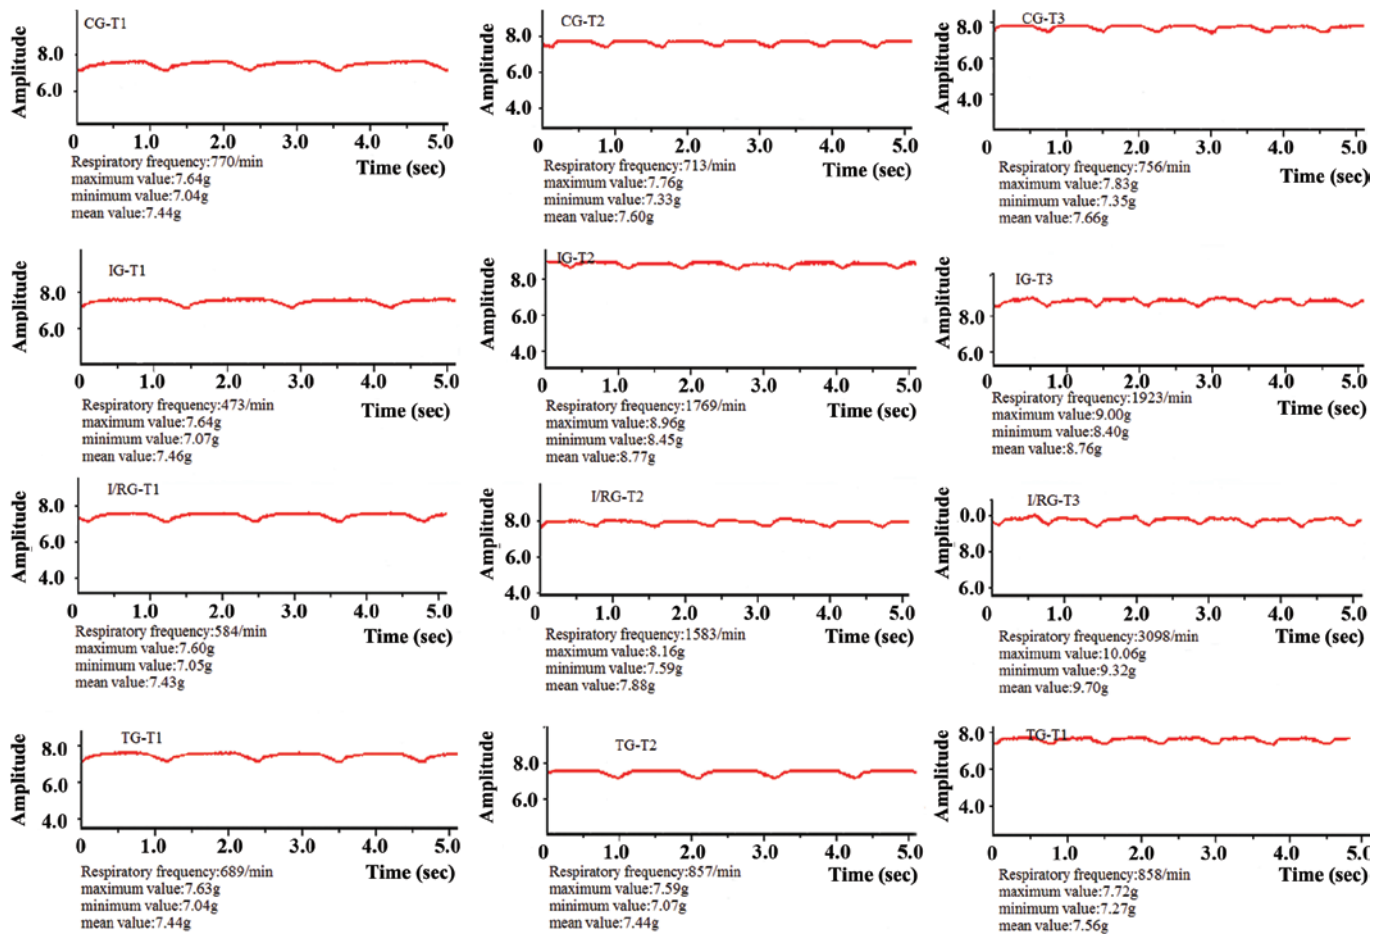 CG-T1
Amplitude
8.0
6.0
0 1.0 2.0 3.0 4.0 5.0
Time (sec)
Respiratory frequency:770/min
maximum value:7.64g
minimum value:7.04g
mean value:7.44g
CG-T2
Amplitude
8.0
6.0
4.0
0 1.0 2.0 3.0 4.0 5.0
Time (sec)
Respiratory frequency:713/min
maximum value:7.76g
minimum value:7.33g
mean value:7.60g
CG-T3
Amplitude
8.0
6.0
4.0
0 1.0 2.0 3.0 4.0 5.0
Time (sec)
Respiratory frequency:756/min
maximum value:7.83g
minimum value:7.35g
mean value:7.66g
IG-T1
Amplitude
8.0
6.0
0 1.0 2.0 3.0 4.0 5.0
Time (sec)
Respiratory frequency:473/min
maximum value:7.64g
minimum value:7.07g
mean value:7.46g
IG-T2
Amplitude
8.0
6.0
4.0
0 1.0 2.0 3.0 4.0 5.0
Time (sec)
Respiratory frequency:1769/min
maximum value:8.96g
minimum value:8.45g
mean value:8.77g
IG-T3
Amplitude
8.0
6.0
0 1.0 2.0 3.0 4.0 5.0
Time (sec)
Respiratory frequency:1923/min
maximum value:9.00g
minimum value:8.40g
mean value:8.76g
I/RG-T1
Amplitude
8.0
6.0
4.0
0 1.0 2.0 3.0 4.0 5.0
Time (sec)
Respiratory frequency:584/min
maximum value:7.60g
minimum value:7.05g
mean value:7.43g
I/RG-T2
Amplitude
8.0
6.0
4.0
0 1.0 2.0 3.0 4.0 5.0
Time (sec)
Respiratory frequency:1583/min
maximum value:8.16g
minimum value:7.59g
mean value:7.88g
I/RG-T3
Amplitude
0.0
8.0
6.0
0 1.0 2.0 3.0 4.0 5.0
Time (sec)
Respiratory frequency:3098/min
maximum value:10.06g
minimum value:9.32g
mean value:9.70g
TG-T1
Amplitude
8.0
6.0
4.0
0 1.0 2.0 3.0 4.0 5.0
Time (sec)
Respiratory frequency:689/min
maximum value:7.63g
minimum value:7.04g
mean value:7.44g
TG-T2
Amplitude
8.0
6.0
0 1.0 2.0 3.0 4.0 5.0
Time (sec)
Respiratory frequency:857/min
maximum value:7.59g
minimum value:7.07g
mean value:7.44g
TG-T1
Amplitude
8.0
6.0
4.0
0 1.0 2.0 3.0 4.0 5.0
Time (sec)
Respiratory frequency:858/min
maximum value:7.72g
minimum value:7.27g
mean value:7.56g